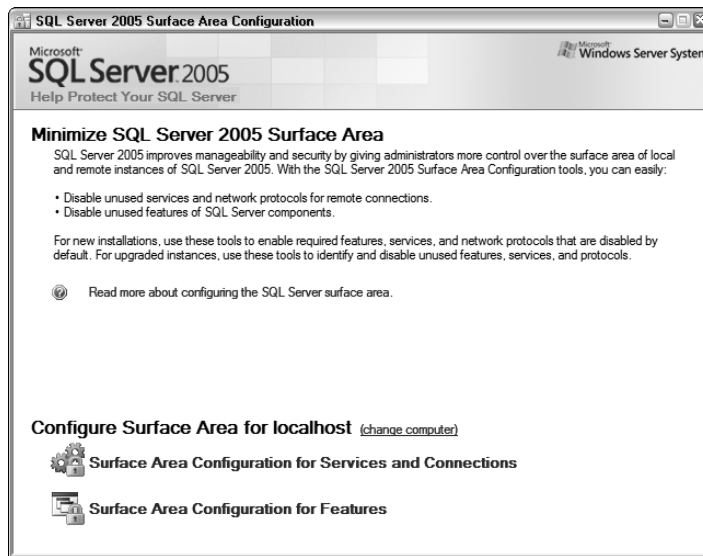 SQL Server 2005 Surface Area Configuration
Microsoft
SQL Server 2005
Help Protect Your SQL Server
Microsoft
Windows Server System
Minimize SQL Server 2005 Surface Area
SQL Server 2005 improves manageability and security by giving administrators more control over the surface area of local
and remote instances of SQL Server 2005. With the SQL Server 2005 Surface Area Configuration tools, you can easily:
• Disable unused services and network protocols for remote connections.
• Disable unused features of SQL Server components.
For new installations, use these tools to enable required features, services, and network protocols that are disabled by
default. For upgraded instances, use these tools to identify and disable unused features, services, and protocols.
Read more about configuring the SQL Server surface area.
Configure Surface Area for localhost (change computer)
Surface Area Configuration for Services and Connections
Surface Area Configuration for Features